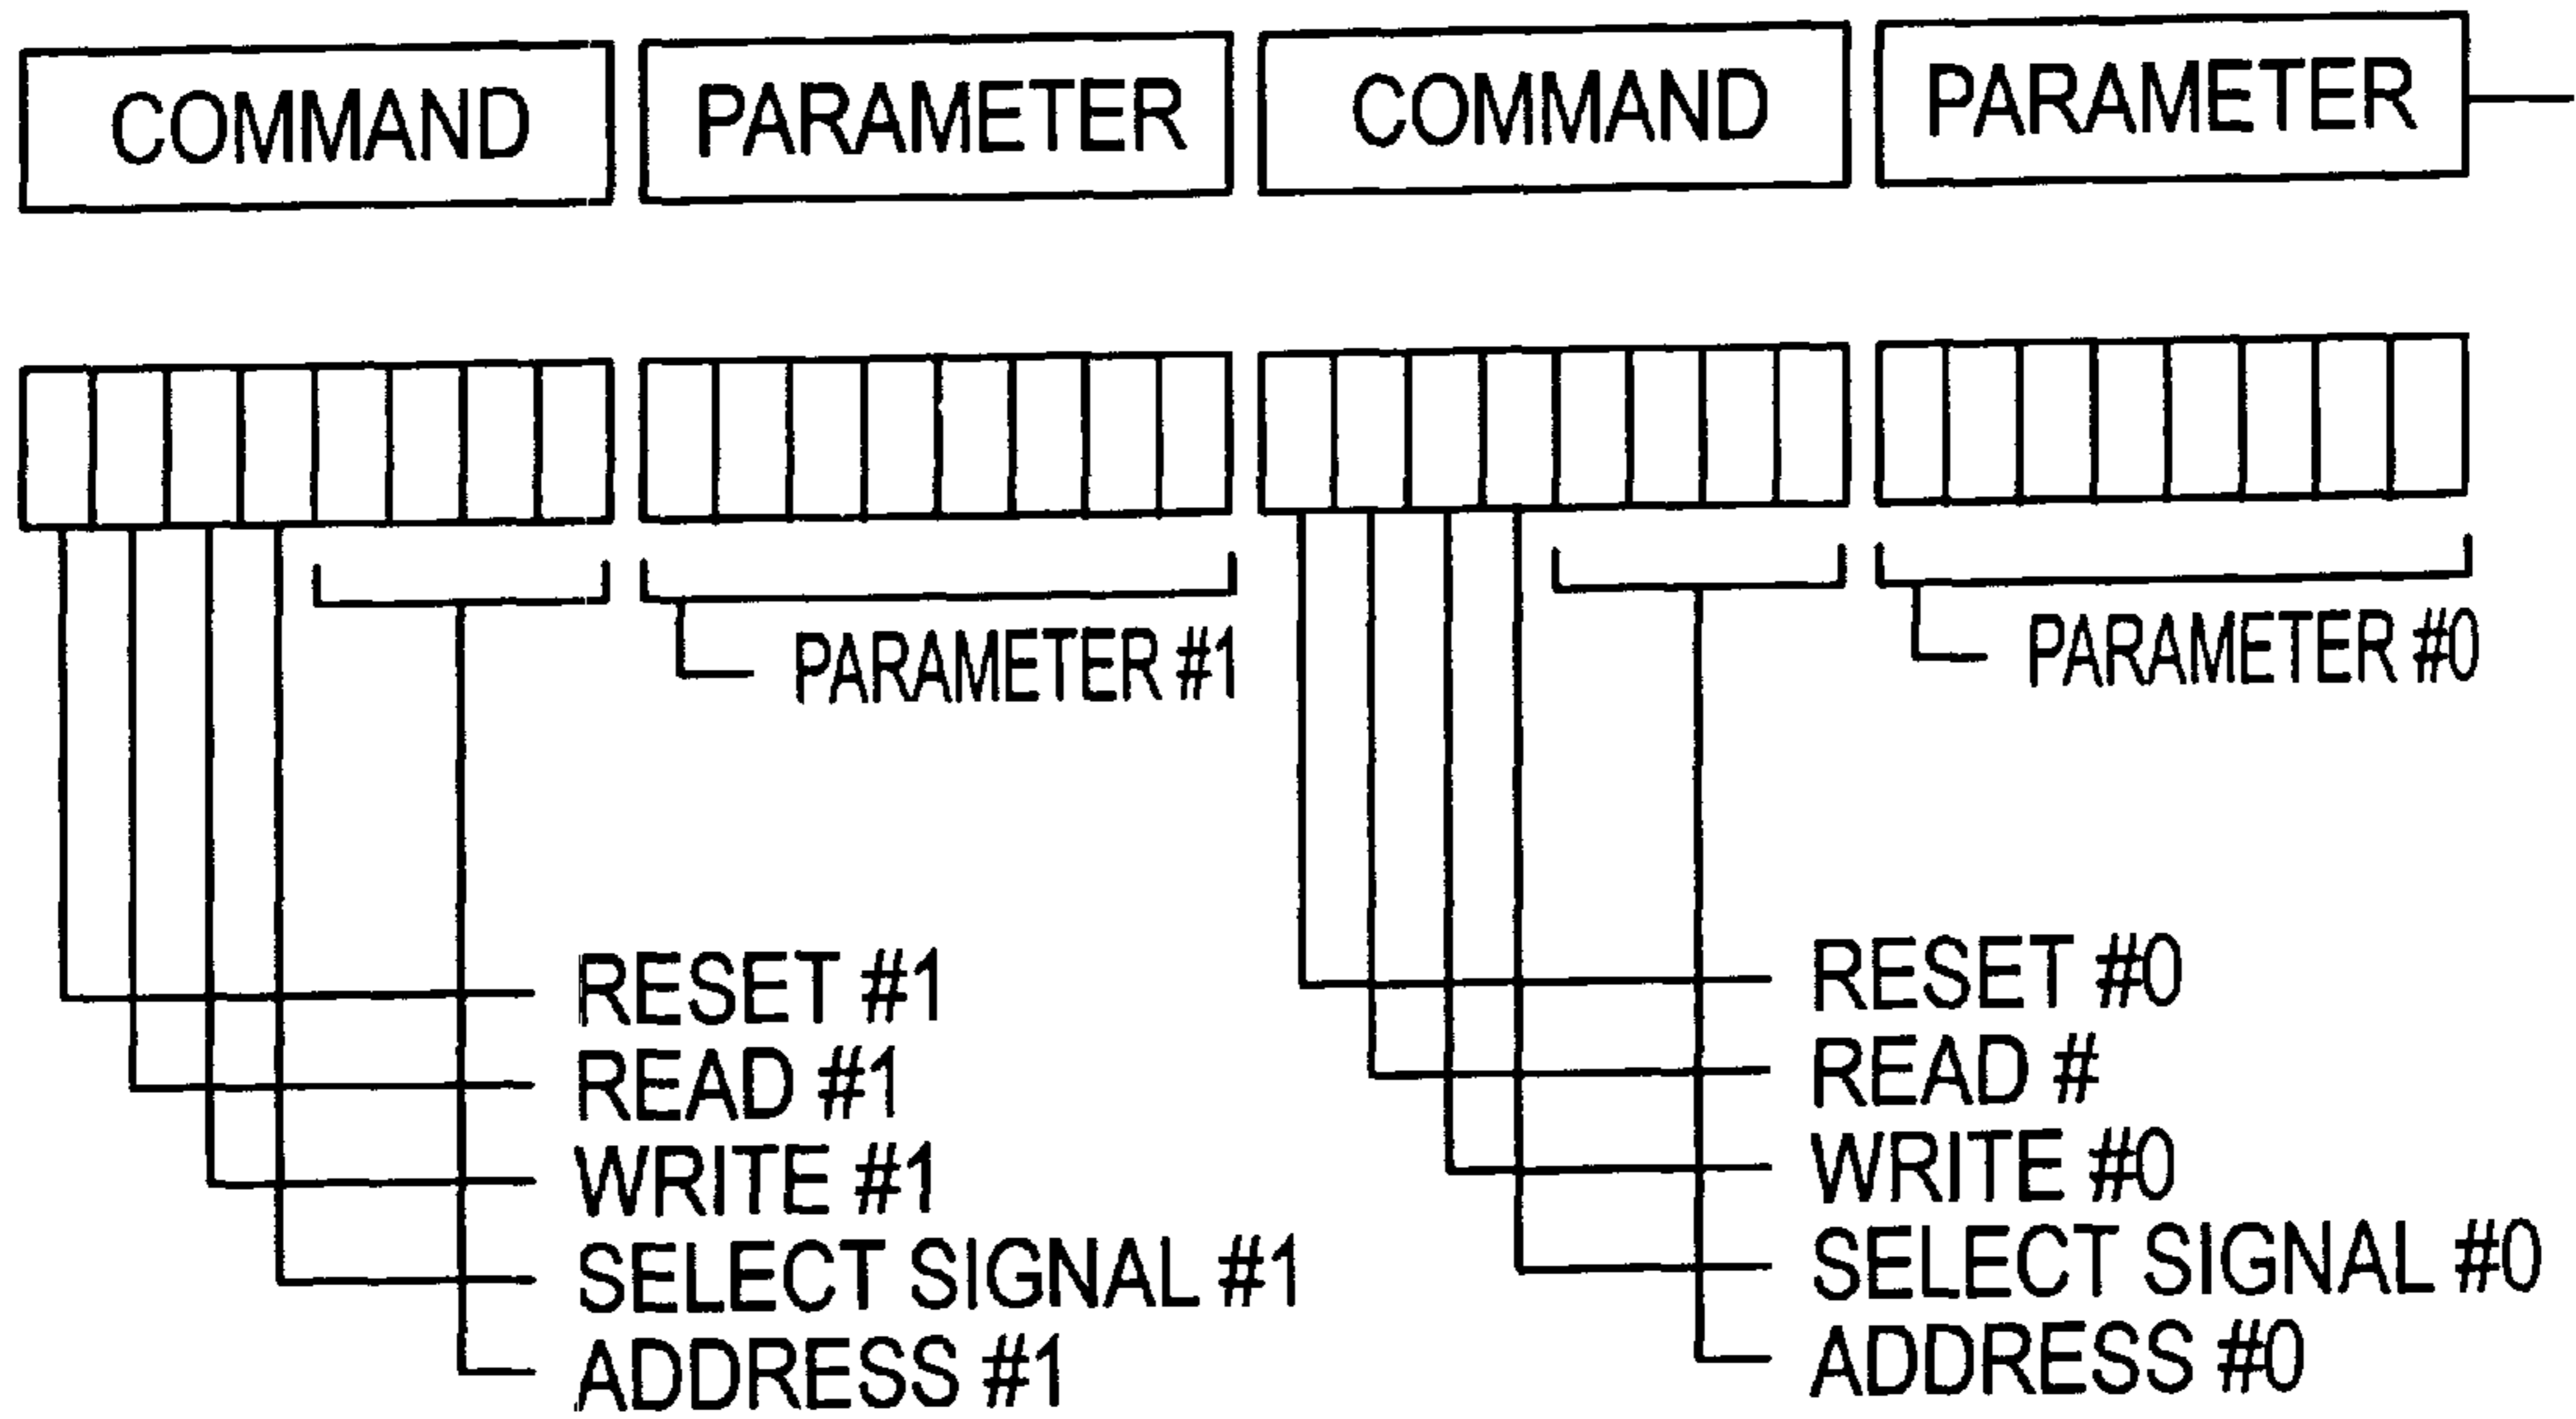 COMMAND PARAMETER COMMAND PARAMETER
PARAMETER #1 PARAMETER #0
RESET #1 RESET #0
READ #1 READ #
WRITE #1 WRITE #0
SELECT SIGNAL #1 SELECT SIGNAL #0
ADDRESS #1 ADDRESS #0